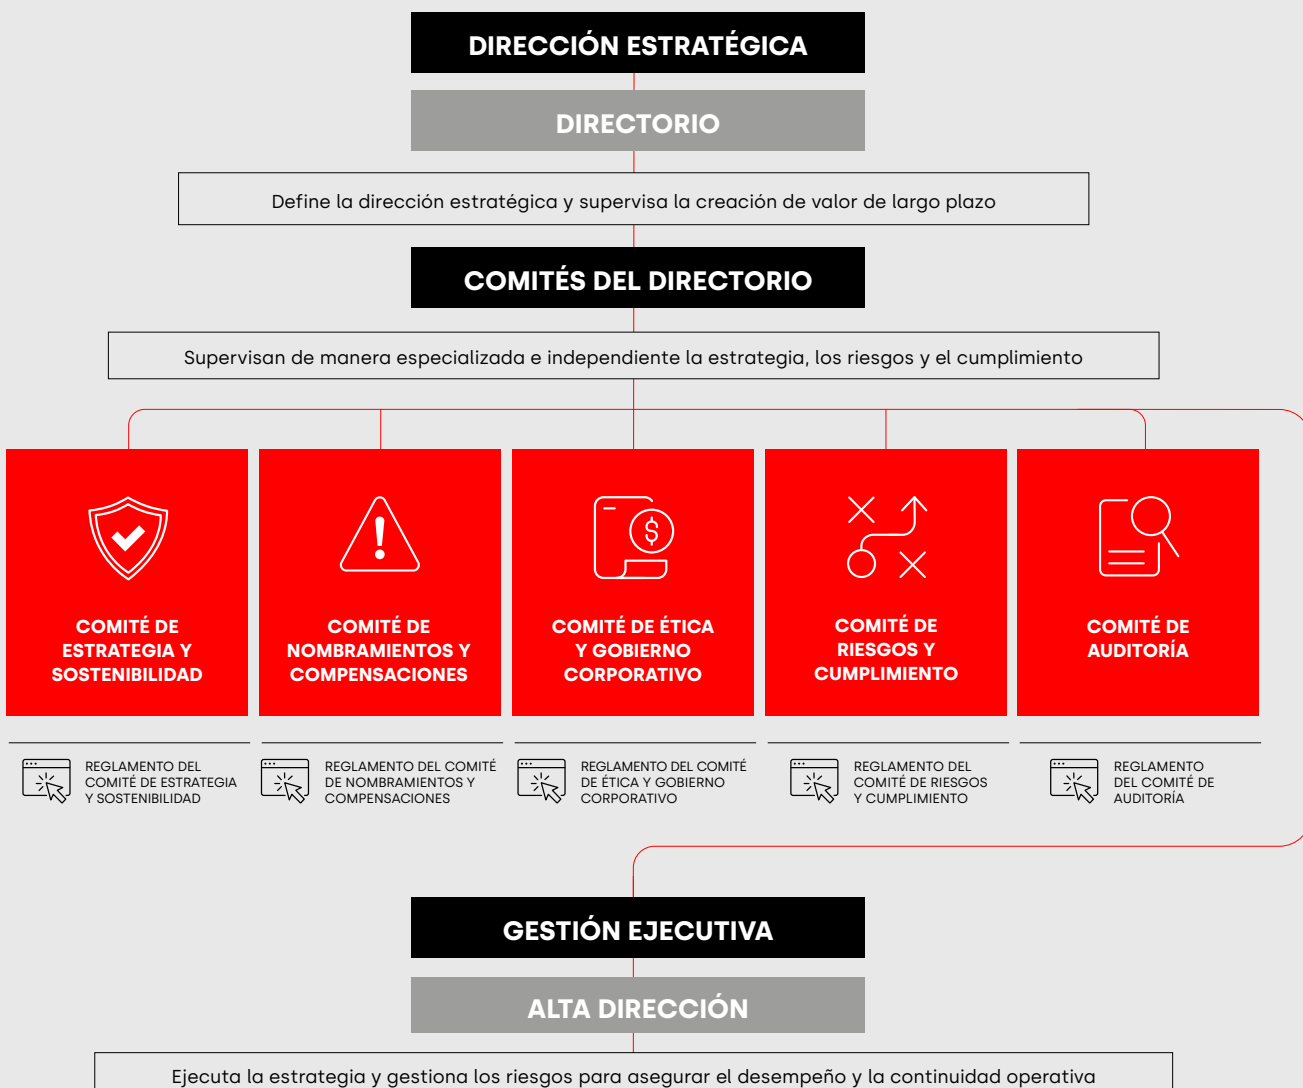 DIRECCIÓN ESTRATÉGICA
DIRECTORIO
Define la dirección estratégica y supervisa la creación de valor de largo plazo
COMITÉS DEL DIRECTORIO
Supervisan de manera especializada e independiente la estrategia, los riesgos y el cumplimiento
COMITÉ DE
ESTRATEGIA Y
SOSTENIBILIDAD
COMITÉ DE
NOMBRAMIENTOS Y
COMPENSACIONES
COMITÉ DE ÉTICA
Y GOBIERNO
CORPORATIVO
COMITÉ DE
RIESGOS Y
CUMPLIMIENTO
COMITÉ DE
AUDITORÍA
REGLAMENTO DEL
COMITÉ DE ESTRATEGIA
Y SOSTENIBILIDAD
REGLAMENTO DEL COMITÉ
DE NOMBRAMIENTOS Y
COMPENSACIONES
REGLAMENTO DEL COMITÉ
DE ÉTICA Y GOBIERNO
CORPORATIVO
REGLAMENTO DEL
COMITÉ DE RIESGOS
Y CUMPLIMIENTO
REGLAMENTO
DEL COMITÉ DE
AUDITORÍA
GESTIÓN EJECUTIVA
ALTA DIRECCIÓN
Ejecuta la estrategia y gestiona los riesgos para asegurar el desempeño y la continuidad operativa